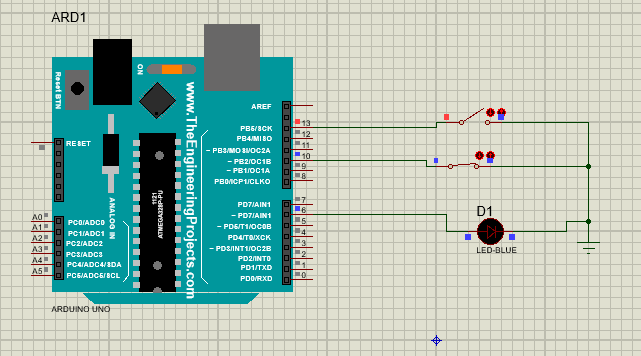 ARD1
ON
Reset BTN
www.TheEngineeringProjects.com
RESET
ANALOG IN
1121
ATMEGA328P-PU
A0
A1
A2
A3
A4
A5
PC0/ADC0
PC1/ADC1
PC2/ADC2
PC3/ADC3
PC4/ADC4/SDA
PC5/ADC5/SCL
AREF
PB5/SCK
PB4/MISO
~ PB3/MOSI/OC2A
~ PB2/OC1B
~ PB1/OC1A
PB0/ICP1/CLKO
PD7/AIN1
~ PD7/AIN1
~ PD5/T1/OC0B
PD4/T0/XCK
~ PD3/INT1/OC2B
PD2/INT0
PD1/TXD
PD0/RXD
13
12
11
10
9
8
7
6
5
4
3
2
1
0
D1
LED-BLUE
ARDUINO UNO